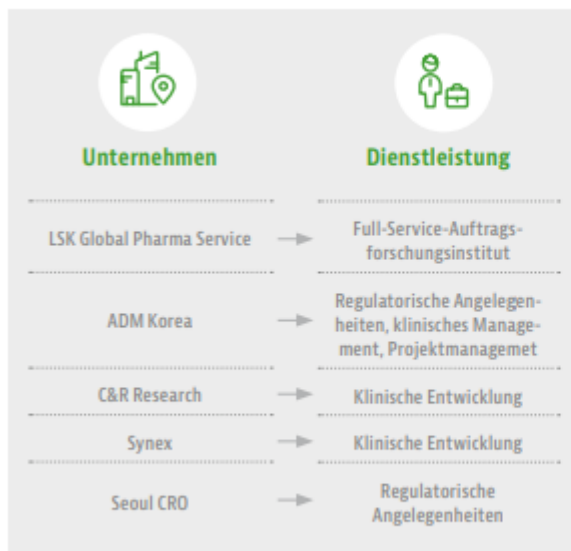 Unternehmen
Dienstleistung
LSK Global Pharma Service
Full-Service-Auftrags-
forschungsinstitut
ADM Korea
Regulatorische Angelegen-
heiten, klinisches Manage-
ment, Projektmanagemet
C&R Research
Klinische Entwicklung
Synex
Klinische Entwicklung
Seoul CRO
Regulatorische
Angelegenheiten